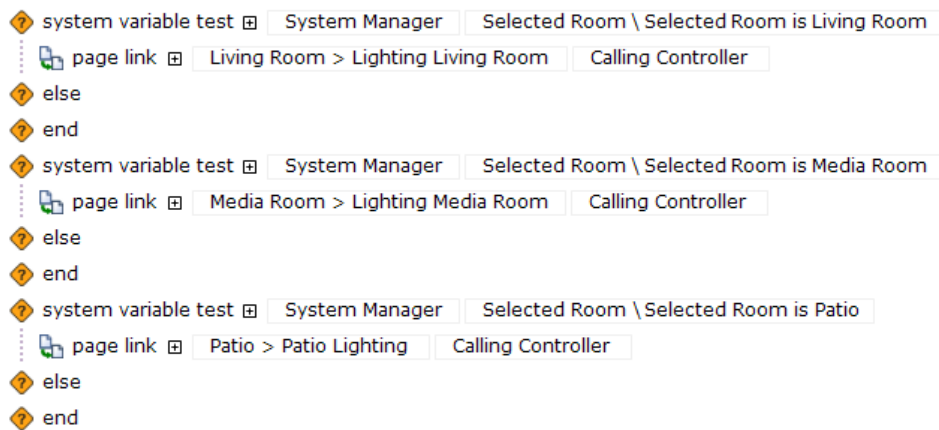 system variable test System Manager Selected Room \ Selected Room is Living Room
page link Living Room > Lighting Living Room Calling Controller
else
end
system variable test System Manager Selected Room \ Selected Room is Media Room
page link Media Room > Lighting Media Room Calling Controller
else
end
system variable test System Manager Selected Room \ Selected Room is Patio
page link Patio > Patio Lighting Calling Controller
else
end